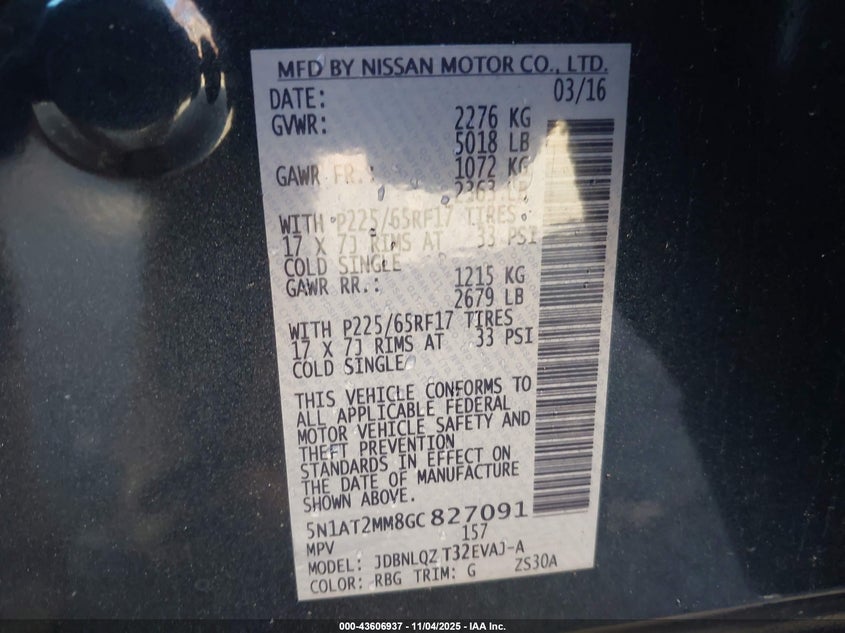 MFD BY NISSAN MOTOR CO., LTD.
DATE: 03/16
GVWR: 2276 KG
5018 LB
GAWR FR.: 1072 KG
2363 LB
WITH P225/65RF17 TIRES
17 X 7J RIMS AT 33 PSI
COLD SINGLE
GAWR RR.: 1215 KG
2679 LB
WITH P225/65RF17 TIRES
17 X 7J RIMS AT 33 PSI
COLD SINGLE
THIS VEHICLE CONFORMS TO
ALL APPLICABLE FEDERAL
MOTOR VEHICLE SAFETY AND
THEFT PREVENTION
STANDARDS IN EFFECT ON
THE DATE OF MANUFACTURE
SHOWN ABOVE.
5N1AT2MM8GC827091
MPV 157
MODEL: JDBNLQZ T32EVAJ-A
COLOR: RBG TRIM: G ZS30A
000-43606937 - 11/04/2025 - IAA Inc.